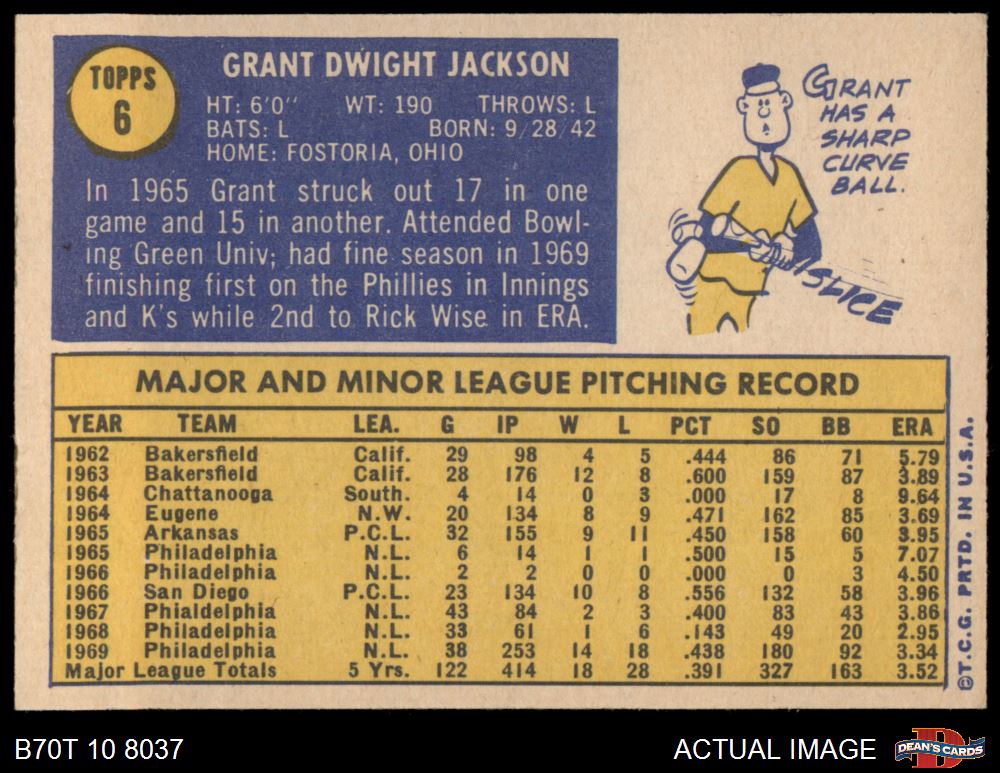 TOPPS
6
GRANT DWIGHT JACKSON
HT: 6'0" WT: 190 THROWS: L
BATS: L BORN: 9/28/42
HOME: FOSTORIA, OHIO
In 1965 Grant struck out 17 in one
game and 15 in another. Attended Bowl-
ing Green Univ; had fine season in 1969
finishing first on the Phillies in Innings
and K's while 2nd to Rick Wise in ERA.
GRANT
HAS A
SHARP
CURVE
BALL.
SLICE
MAJOR AND MINOR LEAGUE PITCHING RECORD
YEAR TEAM LEA. G IP W L PCT SO BB ERA
1962 Bakersfield Calif. 29 98 4 5 .444 86 71 5.79
1963 Bakersfield Calif. 28 176 12 8 .600 159 87 3.89
1964 Chattanooga South. 4 14 0 3 .000 17 8 9.64
1964 Eugene N.W. 20 134 8 9 .471 162 85 3.69
1965 Arkansas P.C.L. 32 155 9 11 .450 158 60 3.95
1965 Philadelphia N.L. 6 14 1 1 .500 15 5 7.07
1966 Philadelphia N.L. 2 2 0 0 .000 0 3 4.50
1966 San Diego P.C.L. 23 134 10 8 .556 132 58 3.96
1967 Phialdelphia N.L. 43 84 2 3 .400 83 43 3.86
1968 Philadelphia N.L. 33 61 1 6 .143 49 20 2.95
1969 Philadelphia N.L. 38 253 14 18 .438 180 92 3.34
Major League Totals 5 Yrs. 122 414 18 28 .391 327 163 3.52
©T.C.G. PRTD. IN U.S.A.
B70T 10 8037
ACTUAL IMAGE
D
DEAN'S CARDS